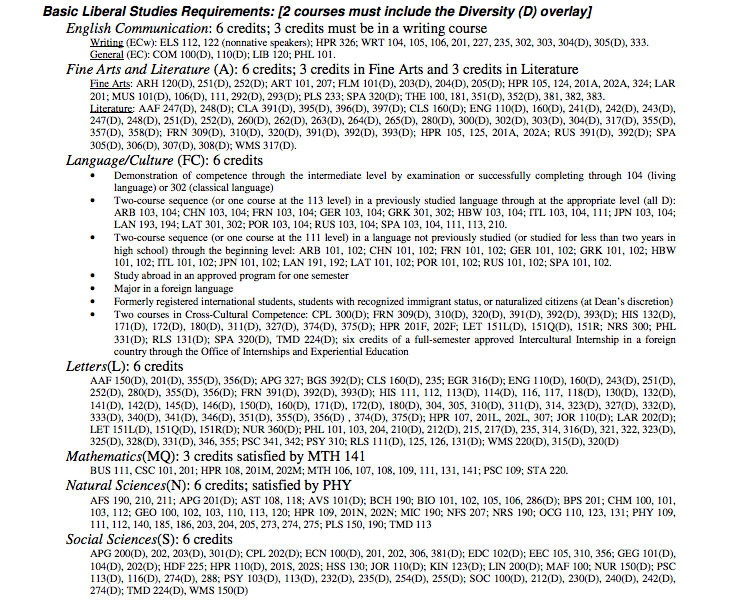 Basic Liberal Studies Requirements: [2 courses must include the Diversity (D) overlay]
English Communication: 6 credits; 3 credits must be in a writing course
Writing (ECw): ELS 112, 122 (nonnative speakers); HPR 326; WRT 104, 105, 106, 201, 227, 235, 302, 303, 304(D), 305(D), 333.
General (EC): COM 100(D), 110(D); LIB 120; PHL 101.
Fine Arts and Literature (A): 6 credits; 3 credits in Fine Arts and 3 credits in Literature
Fine Arts: ARH 120(D), 251(D), 252(D); ART 101, 207; FLM 101(D), 203(D), 204(D), 205(D); HPR 105, 124, 201A, 202A, 324; LAR
201; MUS 101(D), 106(D), 111, 292(D), 293(D); PLS 233; SPA 320(D); THE 100, 181, 351(D), 352(D), 381, 382, 383.
Literature: AAF 247(D), 248(D); CLA 391(D), 395(D), 396(D), 397(D); CLS 160(D); ENG 110(D), 160(D), 241(D), 242(D), 243(D),
247(D), 248(D), 251(D), 252(D), 260(D), 262(D), 263(D), 264(D), 265(D), 280(D), 300(D), 302(D), 303(D), 304(D), 317(D), 355(D),
357(D), 358(D); FRN 309(D), 310(D), 320(D), 391(D), 392(D), 393(D); HPR 105, 125, 201A, 202A; RUS 391(D), 392(D); SPA
305(D), 306(D), 307(D), 308(D); WMS 317(D).
Language/Culture (FC): 6 credits
• Demonstration of competence through the intermediate level by examination or successfully completing through 104 (living
language) or 302 (classical language)
• Two-course sequence (or one course at the 113 level) in a previously studied language through at the appropriate level (all D):
ARB 103, 104; CHN 103, 104; FRN 103, 104; GER 103, 104; GRK 301, 302; HBW 103, 104; ITL 103, 104, 111; JPN 103, 104;
LAN 193, 194; LAT 301, 302; POR 103, 104; RUS 103, 104; SPA 103, 104, 111, 113, 210.
• Two-course sequence (or one course at the 111 level) in a language not previously studied (or studied for less than two years in
high school) through the beginning level: ARB 101, 102; CHN 101, 102; FRN 101, 102; GER 101, 102; GRK 101, 102; HBW
101, 102; ITL 101, 102; JPN 101, 102; LAN 191, 192; LAT 101, 102; POR 101, 102; RUS 101, 102; SPA 101, 102.
• Study abroad in an approved program for one semester
• Major in a foreign language
• Formerly registered international students, students with recognized immigrant status, or naturalized citizens (at Dean's discretion)
• Two courses in Cross-Cultural Competence: CPL 300(D); FRN 309(D), 310(D), 320(D), 391(D), 392(D), 393(D); HIS 132(D),
171(D), 172(D), 180(D), 311(D), 327(D), 374(D), 375(D); HPR 201F, 202F; LET 151L(D), 151Q(D), 151R; NRS 300; PHL
331(D); RLS 131(D); SPA 320(D), TMD 224(D); six credits of a full-semester approved Intercultural Internship in a foreign
country through the Office of Internships and Experiential Education
Letters(L): 6 credits
AAF 150(D), 201(D), 355(D), 356(D); APG 327; BGS 392(D); CLS 160(D), 235; EGR 316(D); ENG 110(D), 160(D), 243(D), 251(D),
252(D), 280(D), 355(D), 356(D); FRN 391(D), 392(D), 393(D); HIS 111, 112, 113(D), 114(D), 116, 117, 118(D), 130(D), 132(D),
141(D), 142(D), 145(D), 146(D), 150(D), 160(D), 171(D), 172(D), 180(D), 304, 305, 310(D), 311(D), 314, 323(D), 327(D), 332(D),
333(D), 340(D), 341(D), 346(D), 351(D), 355(D), 356(D) , 374(D), 375(D); HPR 107, 201L, 202L, 307; JOR 110(D); LAR 202(D);
LET 151L(D), 151Q(D), 151R(D); NUR 360(D); PHL 101, 103, 204, 210(D), 212(D), 215, 217(D), 235, 314, 316(D), 321, 322, 323(D),
325(D), 328(D), 331(D), 346, 355; PSC 341, 342; PSY 310; RLS 111(D), 125, 126, 131(D); WMS 220(D), 315(D), 320(D)
Mathematics(MQ): 3 credits satisfied by MTH 141
BUS 111, CSC 101, 201; HPR 108, 201M, 202M; MTH 106, 107, 108, 109, 111, 131, 141; PSC 109; STA 220.
Natural Sciences(N): 6 credits; satisfied by PHY
AFS 190, 210, 211; APG 201(D); AST 108, 118; AVS 101(D); BCH 190; BIO 101, 102, 105, 106, 286(D); BPS 201; CHM 100, 101,
103, 112; GEO 100, 102, 103, 110, 113, 120; HPR 109, 201N, 202N; MIC 190; NFS 207; NRS 190; OCG 110, 123, 131; PHY 109,
111, 112, 140, 185, 186, 203, 204, 205, 273, 274, 275; PLS 150, 190; TMD 113
Social Sciences(S): 6 credits
APG 200(D), 202, 203(D), 301(D); CPL 202(D); ECN 100(D), 201, 202, 306, 381(D); EDC 102(D); EEC 105, 310, 356; GEG 101(D),
104(D), 202(D); HDF 225; HPR 110(D), 201S, 202S; HSS 130; JOR 110(D); KIN 123(D); LIN 200(D); MAF 100; NUR 150(D); PSC
113(D), 116(D), 274(D), 288; PSY 103(D), 113(D), 232(D), 235(D), 254(D), 255(D); SOC 100(D), 212(D), 230(D), 240(D), 242(D),
274(D); TMD 224(D), WMS 150(D)